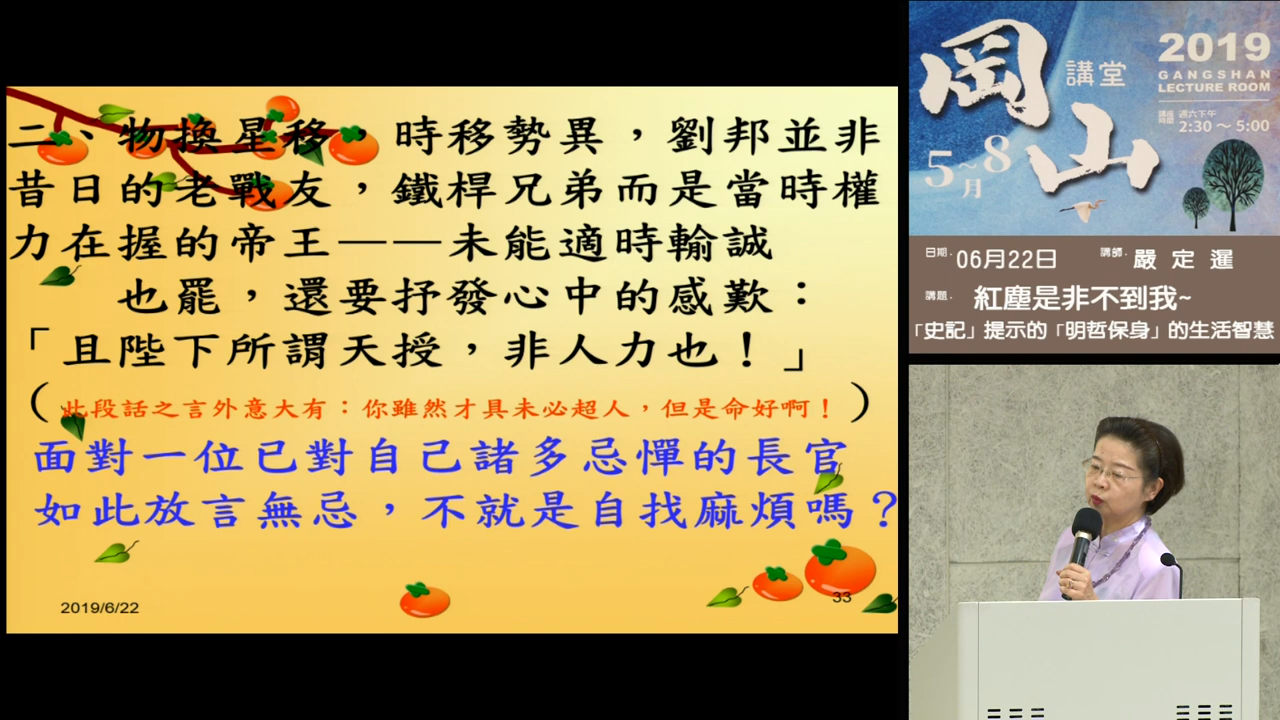 二、物換星移，時移勢異，劉邦並非
昔日的老戰友，鐵桿兄弟而是當時權
力在握的帝王——未能適時輸誠
也罷，還要抒發心中的感歎：
「且陛下所謂天授，非人力也！」
（此段話之言外意大有：你雖然才具未必超人，但是命好啊！）
面對一位已對自己諸多忌憚的長官
如此放言無忌，不就是自找麻煩嗎？
2019/6/22
33
岡山
講堂
2019
GANGSHAN
LECTURE ROOM
講座時間 週六下午
2:30～5:00
5～8月
日期. 06月22日 講師. 嚴定暹
講題. 紅塵是非不到我~
「史記」提示的「明哲保身」的生活智慧